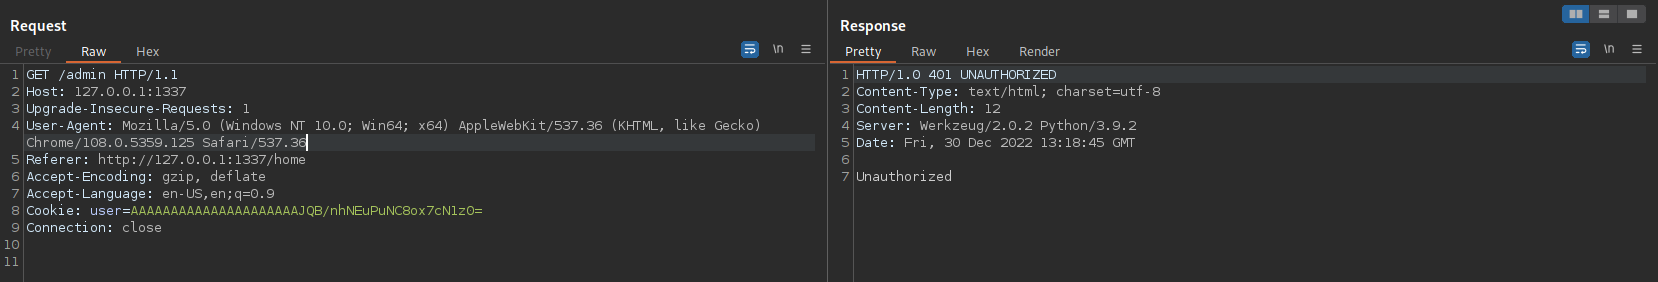 Request
Pretty Raw Hex
\n
1 GET /admin HTTP/1.1
2 Host: 127.0.0.1:1337
3 Upgrade-Insecure-Requests: 1
4 User-Agent: Mozilla/5.0 (Windows NT 10.0; Win64; x64) AppleWebKit/537.36 (KHTML, like Gecko)
Chrome/108.0.5359.125 Safari/537.36
5 Referer: http://127.0.0.1:1337/home
6 Accept-Encoding: gzip, deflate
7 Accept-Language: en-US,en;q=0.9
8 Cookie: user=AAAAAAAAAAAAAAAAAAAAAJQB/nhNEuPuNC8ox7cN1z0=
9 Connection: close
10
11
Response
Pretty Raw Hex Render
\n
1 HTTP/1.0 401 UNAUTHORIZED
2 Content-Type: text/html; charset=utf-8
3 Content-Length: 12
4 Server: Werkzeug/2.0.2 Python/3.9.2
5 Date: Fri, 30 Dec 2022 13:18:45 GMT
6
7 Unauthorized